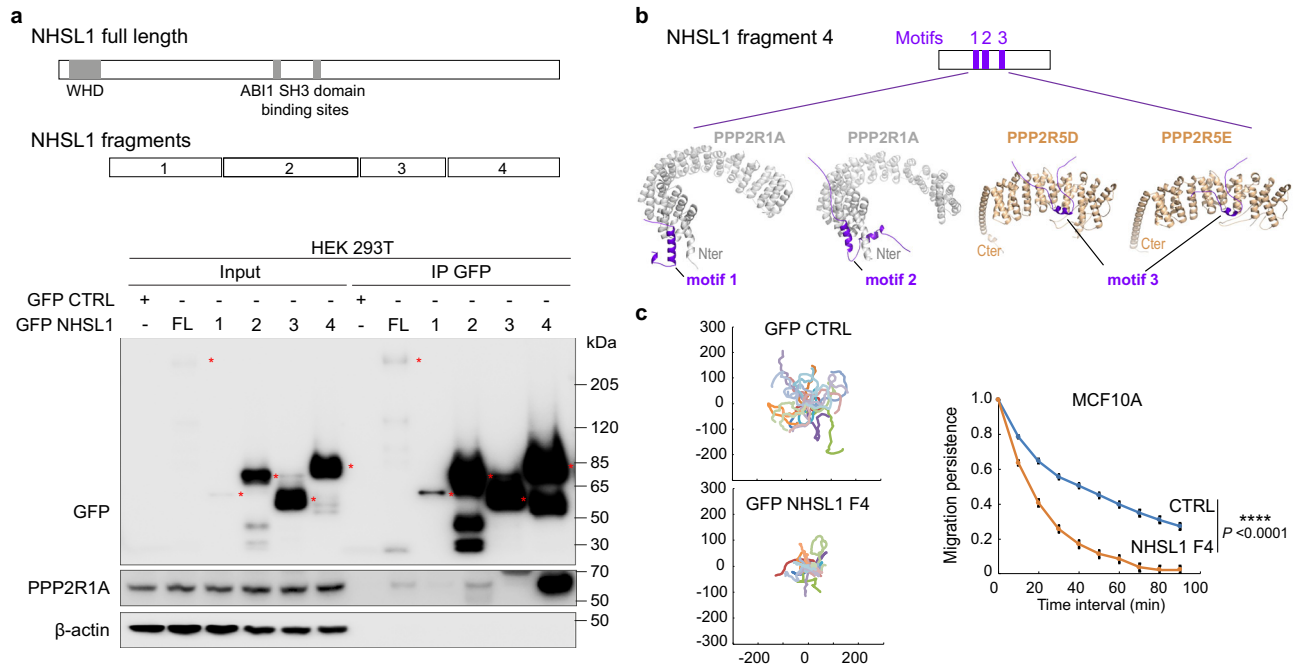 a
NHSL1 full length
WHD
ABI1 SH3 domain
binding sites
NHSL1 fragments
1 2 3 4
HEK 293T
Input IP GFP
GFP CTRL + - - - - - + - - - - -
GFP NHSL1 - FL 1 2 3 4 - FL 1 2 3 4
kDa
* *
205
120
85
* * *
65
* * * *
GFP
50
30
70
PPP2R1A
50
50
β-actin
b
NHSL1 fragment 4
Motifs 1 2 3
PPP2R1A PPP2R1A PPP2R5D PPP2R5E
Nter Nter Cter Cter
motif 1 motif 2 motif 3
c
300
GFP CTRL
200
100
0
-100
-200
300
GFP NHSL1 F4
200
100
0
-100
-200
-300
-200 0 200
MCF10A
1.0
0.8
0.6
0.4
0.2
0
Migration persistence
CTRL
NHSL1 F4
****
P <0.0001
0 20 40 60 80 100
Time interval (min)